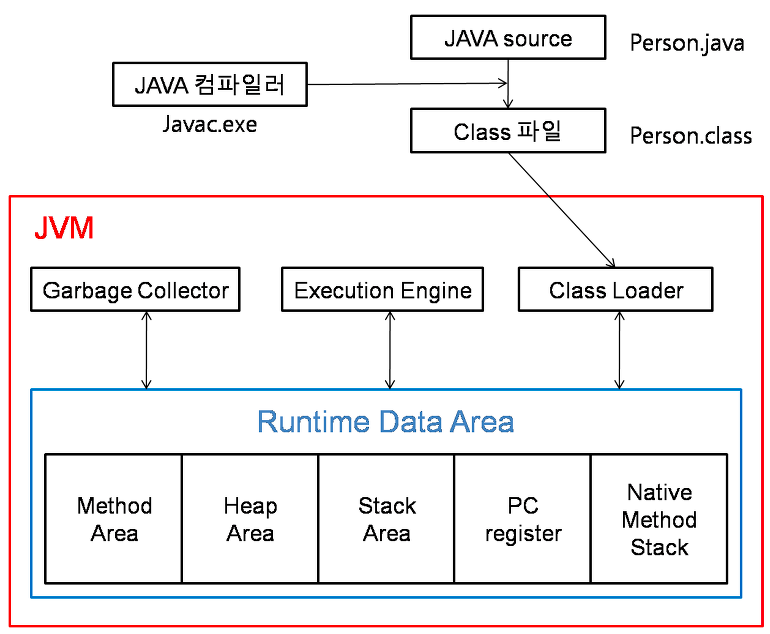 JAVA source
Person.java
JAVA 컴파일러
Javac.exe
Class 파일
Person.class
JVM
Garbage Collector
Execution Engine
Class Loader
Runtime Data Area
Method
Area
Heap
Area
Stack
Area
PC
register
Native
Method
Stack